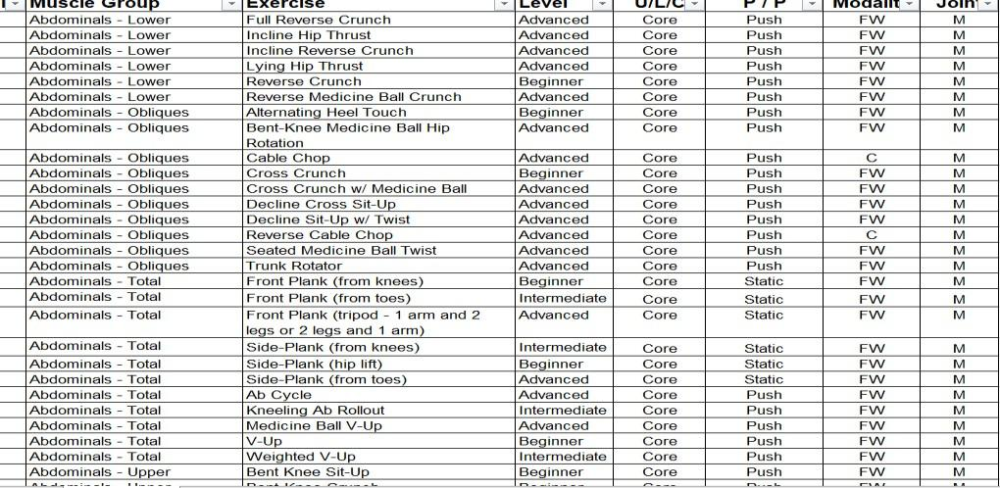 Muscle Group Exercise Level U/L/C P / P Modalit Join
Abdominals - Lower Full Reverse Crunch Advanced Core Push FW M
Abdominals - Lower Incline Hip Thrust Advanced Core Push FW M
Abdominals - Lower Incline Reverse Crunch Advanced Core Push FW M
Abdominals - Lower Lying Hip Thrust Advanced Core Push FW M
Abdominals - Lower Reverse Crunch Beginner Core Push FW M
Abdominals - Lower Reverse Medicine Ball Crunch Advanced Core Push FW M
Abdominals - Obliques Alternating Heel Touch Beginner Core Push FW M
Abdominals - Obliques Bent-Knee Medicine Ball Hip Advanced Core Push FW M
Rotation
Abdominals - Obliques Cable Chop Advanced Core Push C M
Abdominals - Obliques Cross Crunch Beginner Core Push FW M
Abdominals - Obliques Cross Crunch w/ Medicine Ball Advanced Core Push FW M
Abdominals - Obliques Decline Cross Sit-Up Advanced Core Push FW M
Abdominals - Obliques Decline Sit-Up w/ Twist Advanced Core Push FW M
Abdominals - Obliques Reverse Cable Chop Advanced Core Push C M
Abdominals - Obliques Seated Medicine Ball Twist Advanced Core Push FW M
Abdominals - Obliques Trunk Rotator Advanced Core Push FW M
Abdominals - Total Front Plank (from knees) Beginner Core Static FW M
Abdominals - Total Front Plank (from toes) Intermediate Core Static FW M
Abdominals - Total Front Plank (tripod - 1 arm and 2 Advanced Core Static FW M
legs or 2 legs and 1 arm)
Abdominals - Total Side-Plank (from knees) Intermediate Core Static FW M
Abdominals - Total Side-Plank (hip lift) Beginner Core Static FW M
Abdominals - Total Side-Plank (from toes) Advanced Core Static FW M
Abdominals - Total Ab Cycle Advanced Core Push FW M
Abdominals - Total Kneeling Ab Rollout Intermediate Core Push FW M
Abdominals - Total Medicine Ball V-Up Advanced Core Push FW M
Abdominals - Total V-Up Beginner Core Push FW M
Abdominals - Total Weighted V-Up Intermediate Core Push FW M
Abdominals - Upper Bent Knee Sit-Up Beginner Core Push FW M
Abdominals - Upper Bent Knee Crunch Beginner Core Push FW M